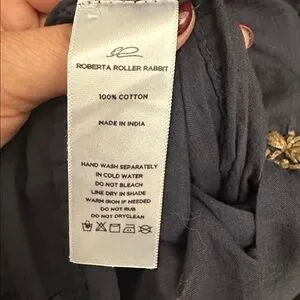 ROBERTA ROLLER RABBIT
100% COTTON
MADE IN INDIA
HAND WASH SEPARATELY
IN COLD WATER
DO NOT BLEACH
LINE DRY IN SHADE
WARM IRON IF NEEDED
DO NOT RUB
DO NOT DRYCLEAN